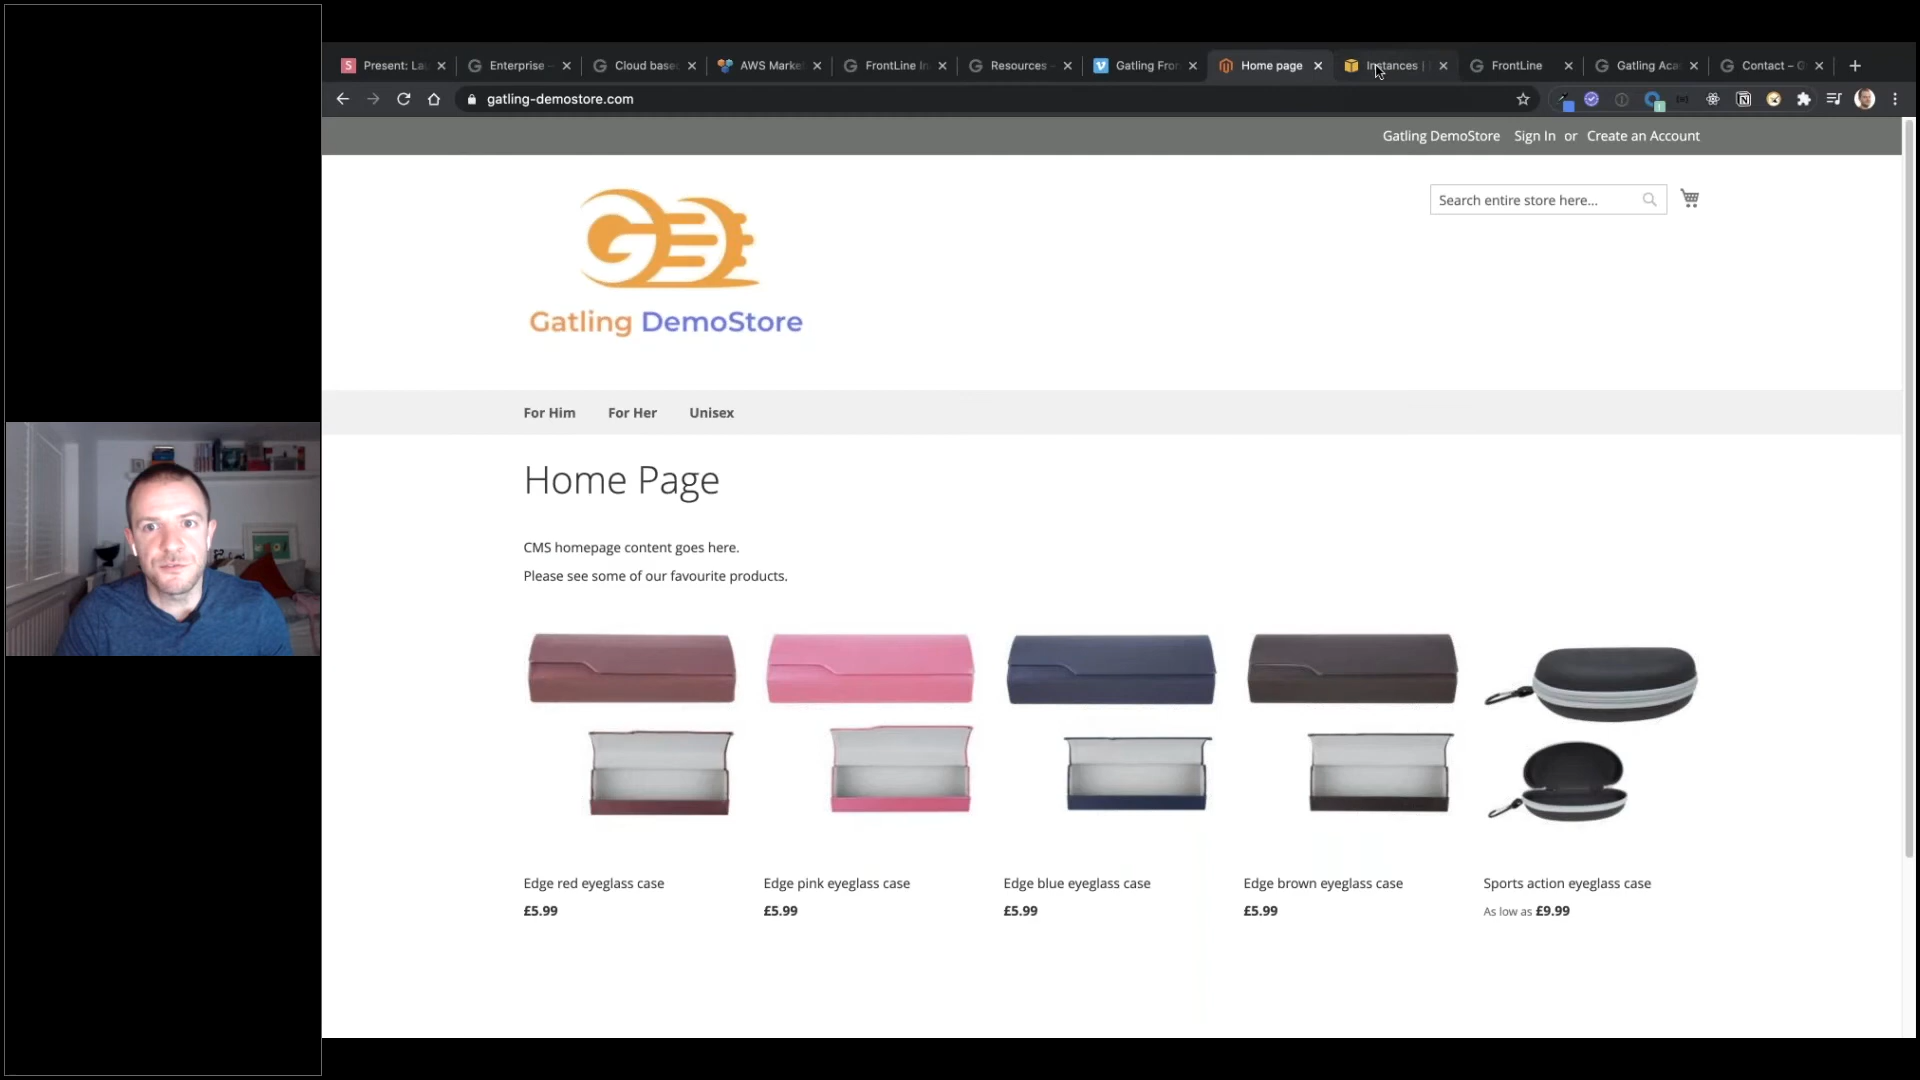 Present: La
Enterprise –
Cloud base
AWS Marke
FrontLine In
Resources –
Gatling Fron
Home page
Instances |
FrontLine
Gatling Aca
Contact – G
gatling-demostore.com
Gatling DemoStore Sign In or Create an Account
Search entire store here...
Gatling DemoStore
For Him For Her Unisex
Home Page
CMS homepage content goes here.
Please see some of our favourite products.
Edge red eyeglass case
£5.99
Edge pink eyeglass case
£5.99
Edge blue eyeglass case
£5.99
Edge brown eyeglass case
£5.99
Sports action eyeglass case
As low as £9.99